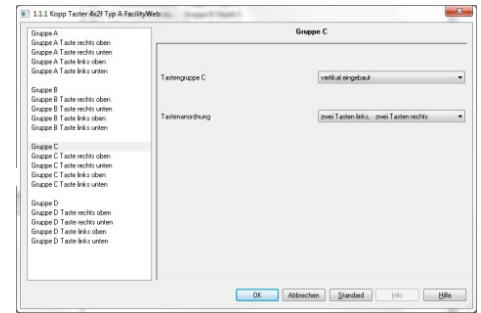 1.1.1 Kopp Taster 4x2f Typ A FacilityWeb
Gruppe A
Gruppe A Taste rechts oben
Gruppe A Taste rechts unten
Gruppe A Taste links oben
Gruppe A Taste links unten
Gruppe B
Gruppe B Taste rechts oben
Gruppe B Taste rechts unten
Gruppe B Taste links oben
Gruppe B Taste links unten
Gruppe C
Gruppe C Taste rechts oben
Gruppe C Taste rechts unten
Gruppe C Taste links oben
Gruppe C Taste links unten
Gruppe D
Gruppe D Taste rechts oben
Gruppe D Taste rechts unten
Gruppe D Taste links oben
Gruppe D Taste links unten
Gruppe C
Tastengruppe C vertikal eingebaut
Tastenanordnung zwei Tasten links, zwei Tasten rechts
OK Abbrechen Standard Info Hilfe